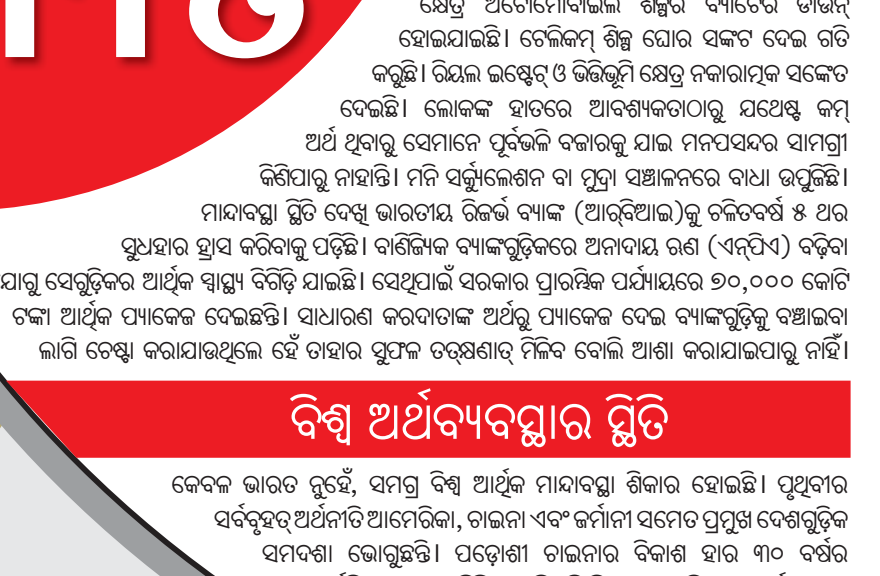 କ୍ଷେତ୍ର ଅଟୋମୋବାଇଲ ଶିଳ୍ପର ବ୍ୟାଟେରି ଡାଉନ୍
ହୋଇଯାଇଛି। ଟେଲିକମ୍ ଶିଳ୍ପ ଘୋର ସଙ୍କଟ ଦେଇ ଗତି
କରୁଛି। ରିୟଲ ଇଷ୍ଟେଟ୍ ଓ ଭିତ୍ତିଭୂମି କ୍ଷେତ୍ର ନକାରାତ୍ମକ ସଙ୍କେତ
ଦେଇଛି। ଲୋକଙ୍କ ହାତରେ ଆବଶ୍ୟକତାଠାରୁ ଯଥେଷ୍ଟ କମ୍
ଅର୍ଥ ଥିବାରୁ ସେମାନେ ପୂର୍ବଭଳି ବଜାରକୁ ଯାଇ ମନପସନ୍ଦର ସାମଗ୍ରୀ
କିଣିପାରୁ ନାହାନ୍ତି। ମନି ସର୍କ୍ୟୁଲେଶନ ବା ମୁଦ୍ରା ସଞ୍ଚାଳନରେ ବାଧା ଉପୁଜିଛି।
ମାନ୍ଦାବସ୍ଥା ସ୍ଥିତି ଦେଖି ଭାରତୀୟ ରିଜର୍ଭ ବ୍ୟାଙ୍କ (ଆର୍‌ବିଆଇ)କୁ ଚଳିତବର୍ଷ ୫ ଥର
ସୁଧହାର ହ୍ରାସ କରିବାକୁ ପଡ଼ିଛି। ବାଣିଜ୍ୟିକ ବ୍ୟାଙ୍କଗୁଡ଼ିକରେ ଅନାଦାୟ ଋଣ (ଏନ୍‌ପିଏ) ବଢ଼ିବା
ଯୋଗୁ ସେଗୁଡ଼ିକର ଆର୍ଥିକ ସ୍ୱାସ୍ଥ୍ୟ ବିଗିଡ଼ି ଯାଇଛି। ସେଥିପାଇଁ ସରକାର ପ୍ରାରମ୍ଭିକ ପର୍ଯ୍ୟାୟରେ ୭୦,୦୦୦ କୋଟି
ଟଙ୍କା ଆର୍ଥିକ ପ୍ୟାକେଜ ଦେଇଛନ୍ତି। ସାଧାରଣ କରଦାତାଙ୍କ ଅର୍ଥରୁ ପ୍ୟାକେଜ ଦେଇ ବ୍ୟାଙ୍କଗୁଡ଼ିକୁ ବଞ୍ଚାଇବା
ଲାଗି ଚେଷ୍ଟା କରାଯାଉଥିଲେ ହେଁ ତାହାର ସୁଫଳ ତତ୍‌କ୍ଷଣାତ୍ ମିଳିବ ବୋଲି ଆଶା କରାଯାଇପାରୁ ନାହିଁ।
ବିଶ୍ୱ ଅର୍ଥବ୍ୟବସ୍ଥାର ସ୍ଥିତି
କେବଳ ଭାରତ ନୁହେଁ, ସମଗ୍ର ବିଶ୍ୱ ଆର୍ଥିକ ମାନ୍ଦାବସ୍ଥା ଶିକାର ହୋଇଛି। ପୃଥିବୀର
ସର୍ବବୃହତ୍ ଅର୍ଥନୀତି ଆମେରିକା, ଚାଇନା ଏବଂ ଜର୍ମାନୀ ସମେତ ପ୍ରମୁଖ ଦେଶଗୁଡ଼ିକ
ସମଦଶା ଭୋଗୁଛନ୍ତି। ପଡ଼ୋଶୀ ଚାଇନାର ବିକାଶ ହାର ୩୦ ବର୍ଷର